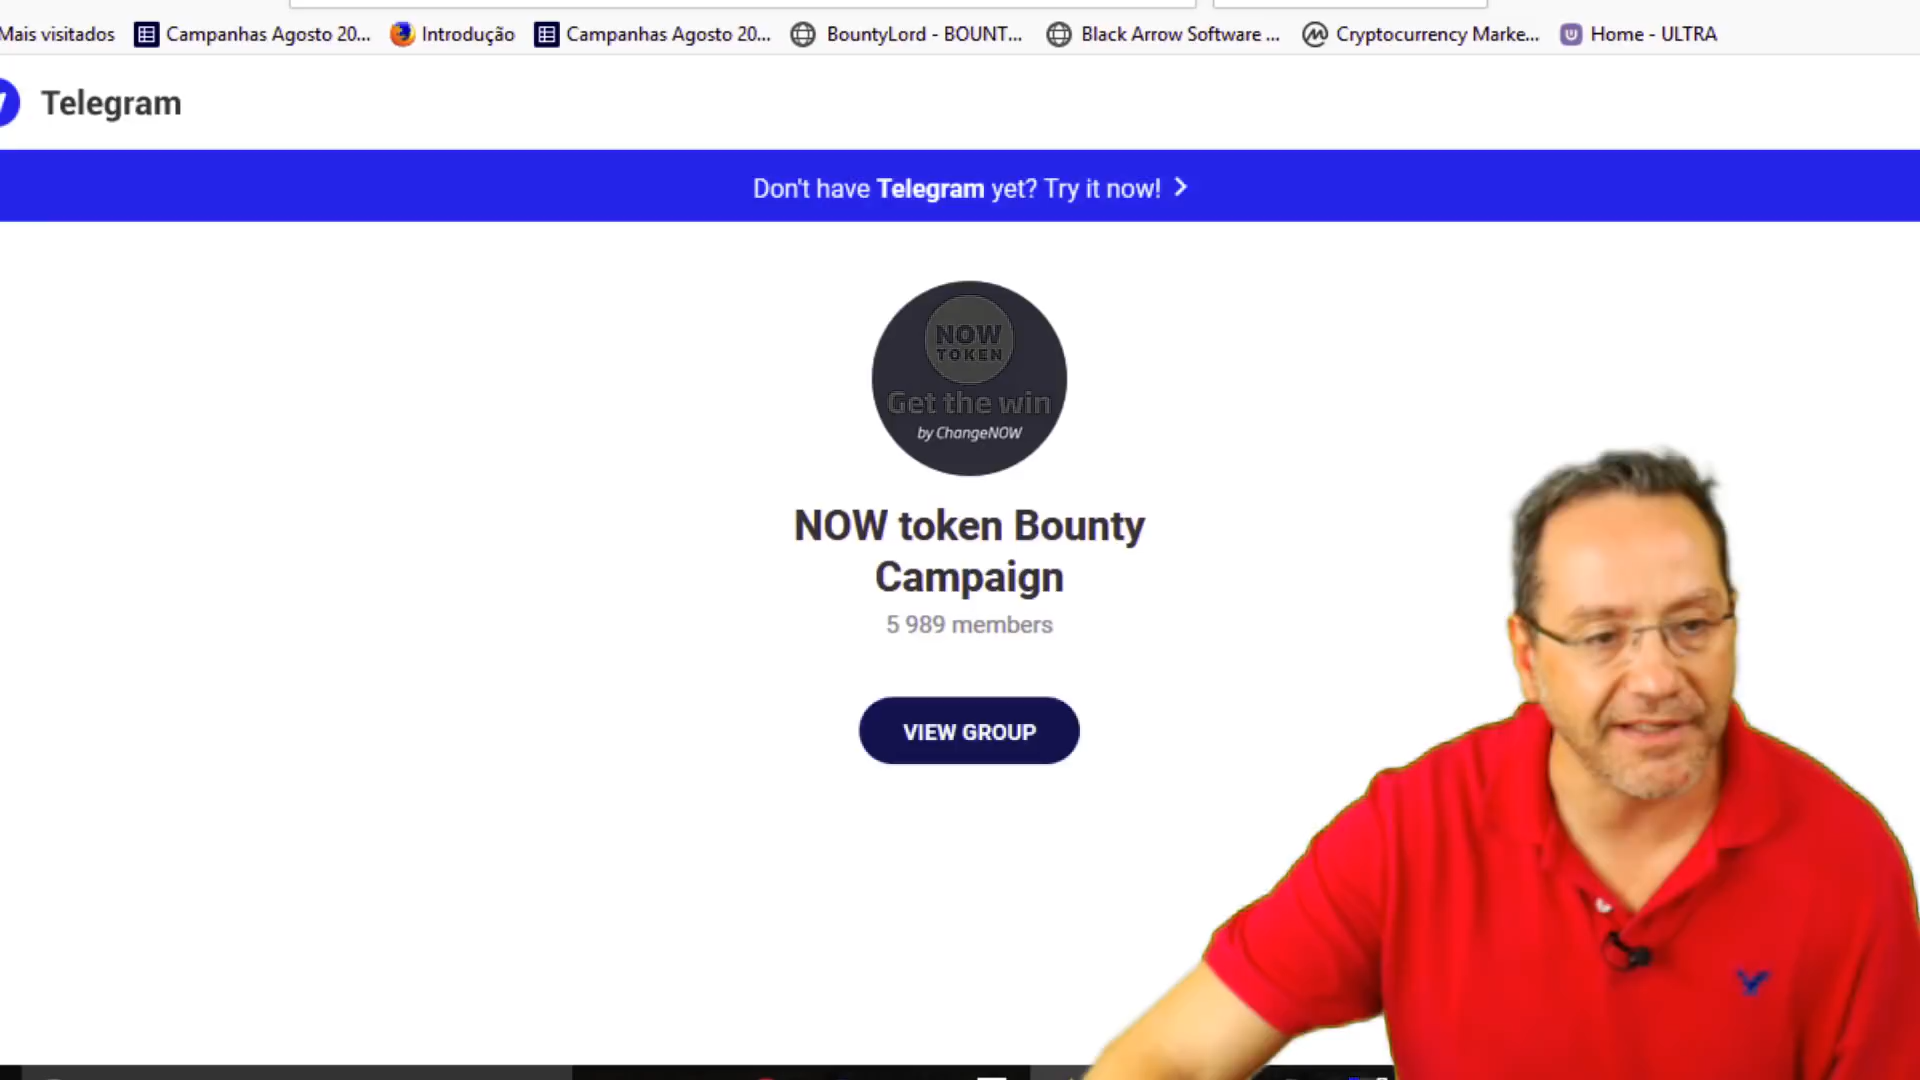 Mais visitados Campanhas Agosto 20... Introdução Campanhas Agosto 20... BountyLord - BOUNT... Black Arrow Software ... Cryptocurrency Marke... Home - ULTRA
Telegram
Don't have Telegram yet? Try it now!
NOW
TOKEN
Get the win
by ChangeNOW
NOW token Bounty
Campaign
5 989 members
VIEW GROUP